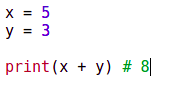 x = 5
y = 3
print(x + y) # 8